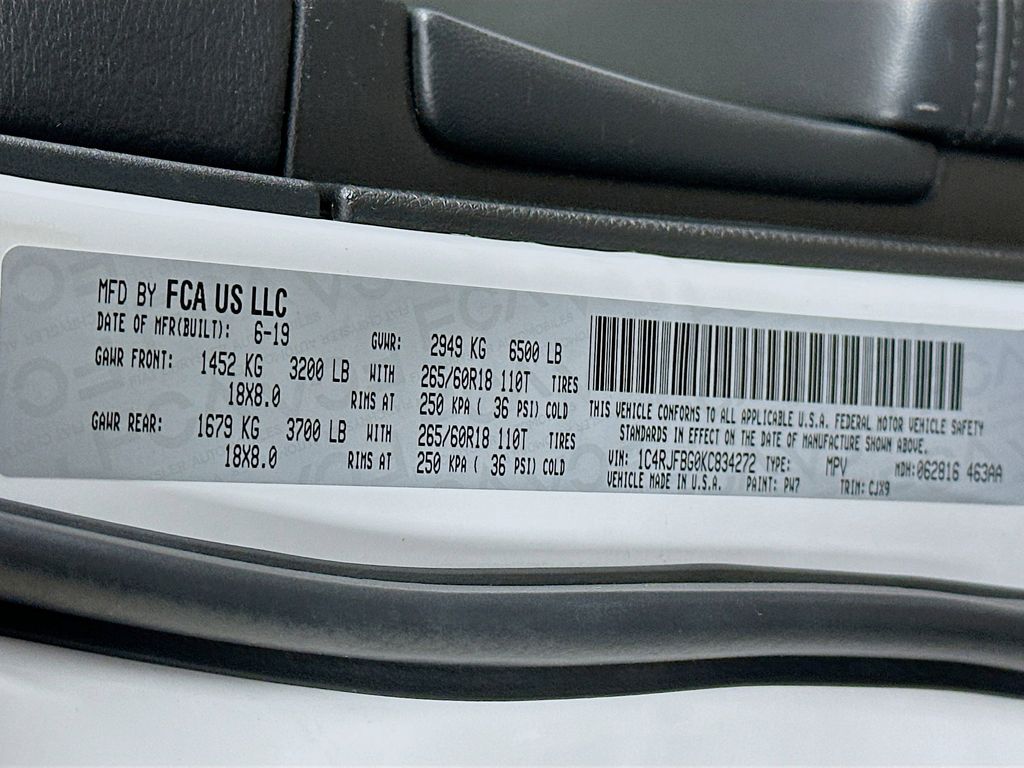 MFD BY FCA US LLC
DATE OF MFR(BUILT): 6-19
GWWR: 2949 KG 6500 LB
GAWR FRONT: 1452 KG 3200 LB WITH 265/60R18 110T TIRES
18X8.0 RIMS AT 250 KPA ( 36 PSI) COLD
GAWR REAR: 1679 KG 3700 LB WITH 265/60R18 110T TIRES
18X8.0 RIMS AT 250 KPA ( 36 PSI) COLD
THIS VEHICLE CONFORMS TO ALL APPLICABLE U.S.A. FEDERAL MOTOR VEHICLE SAFETY
STANDARDS IN EFFECT ON THE DATE OF MANUFACTURE SHOWN ABOVE.
VIN: 1C4RJFBG0KC834272 TYPE: MPV MDH:062816 463AA
VEHICLE MADE IN U.S.A. PAINT: PW7 TRIM: CJX9